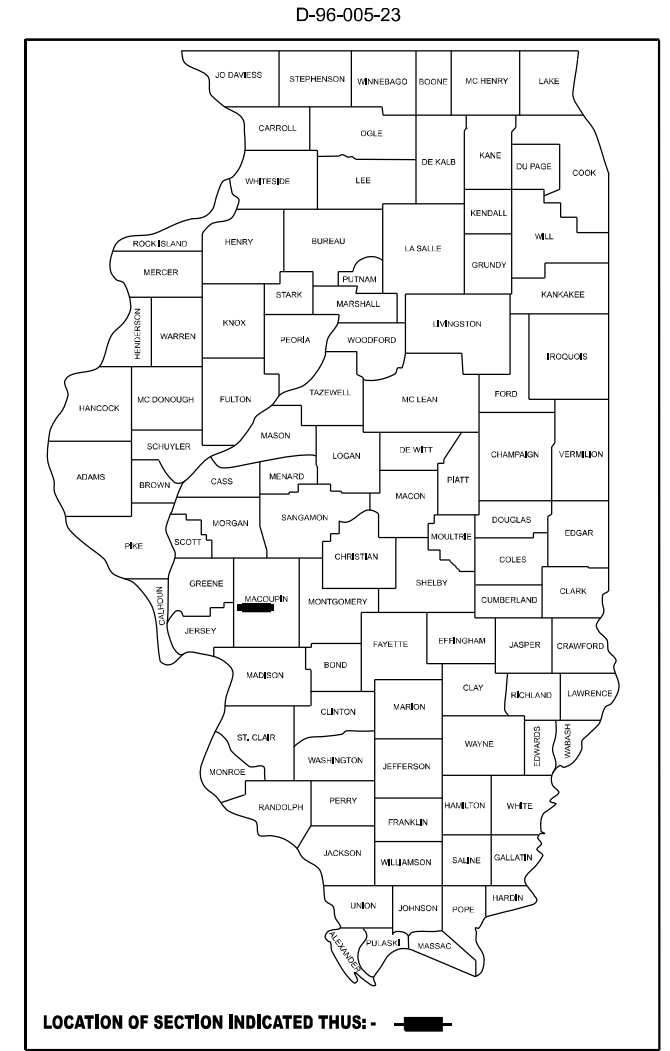 D-96-005-23
JO DAVIESS
STEPHENSON
WINNEBAGO
BOONE
MC HENRY
LAKE
CARROLL
OGLE
DE KALB
KANE
DU PAGE
COOK
WHITESIDE
LEE
KENDALL
WILL
ROCK ISLAND
HENRY
BUREAU
LA SALLE
GRUNDY
MERCER
PUTNAM
STARK
MARSHALL
KANKAKEE
HENDERSON
WARREN
KNOX
PEORIA
WOODFORD
LIVINGSTON
IROQUOIS
HANCOCK
MC DONOUGH
FULTON
TAZEWELL
MC LEAN
FORD
SCHUYLER
MASON
LOGAN
DE WITT
CHAMPAIGN
VERMILION
ADAMS
BROWN
CASS
MENARD
MACON
PIATT
MORGAN
SANGAMON
DOUGLAS
PIKE
SCOTT
CHRISTIAN
MOULTRIE
EDGAR
COLES
GREENE
SHELBY
CALHOUN
MACOUPIN
MONTGOMERY
CUMBERLAND
CLARK
JERSEY
FAYETTE
EFFINGHAM
JASPER
CRAWFORD
MADISON
BOND
CLAY
RICHLAND
LAWRENCE
CLINTON
MARION
ST. CLAIR
WAYNE
EDWARDS
WABASH
WASHINGTON
JEFFERSON
MONROE
RANDOLPH
PERRY
HAMILTON
WHITE
FRANKLIN
JACKSON
WILLIAMSON
SALINE
GALLATIN
UNION
JOHNSON
POPE
HARDIN
ALEXANDER
PULASKI
MASSAC
LOCATION OF SECTION INDICATED THUS: -